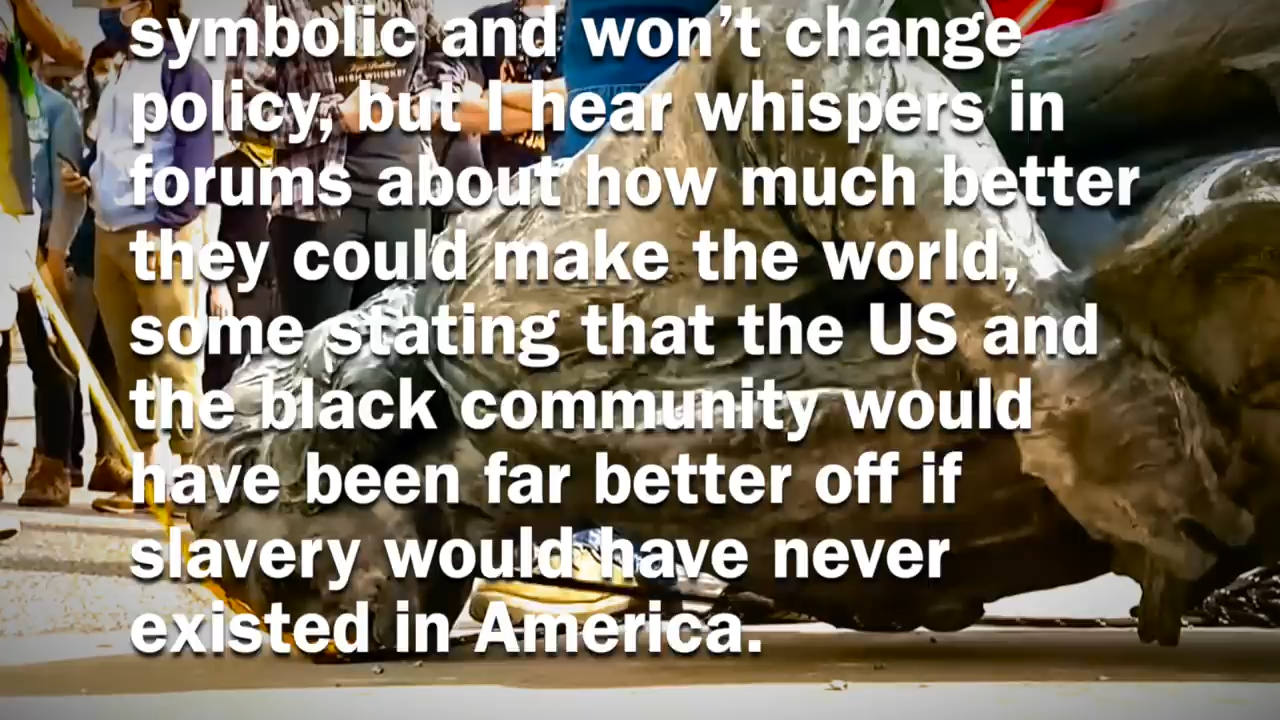 symbolic and won't change
policy, but I hear whispers in
forums about how much better
they could make the world,
some stating that the US and
the black community would
have been far better off if
slavery would have never
existed in America.